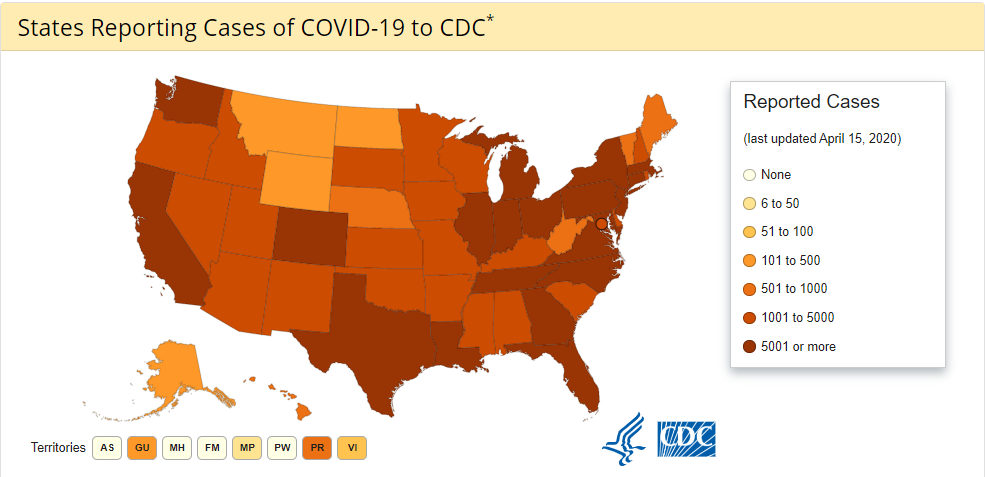 States Reporting Cases of COVID-19 to CDC*
Reported Cases
(last updated April 15, 2020)
None
6 to 50
51 to 100
101 to 500
501 to 1000
1001 to 5000
5001 or more
Territories AS GU MH FM MP PW PR VI
CDC